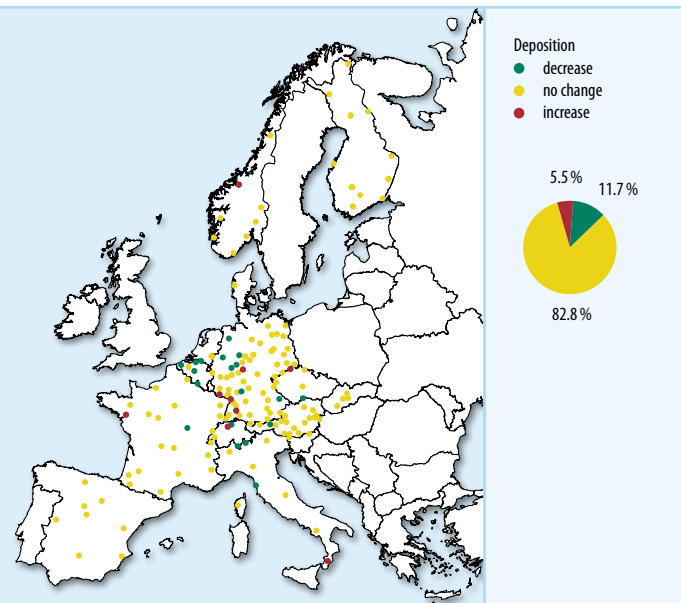 Deposition
decrease
no change
increase
5.5 %
11.7 %
82.8 %